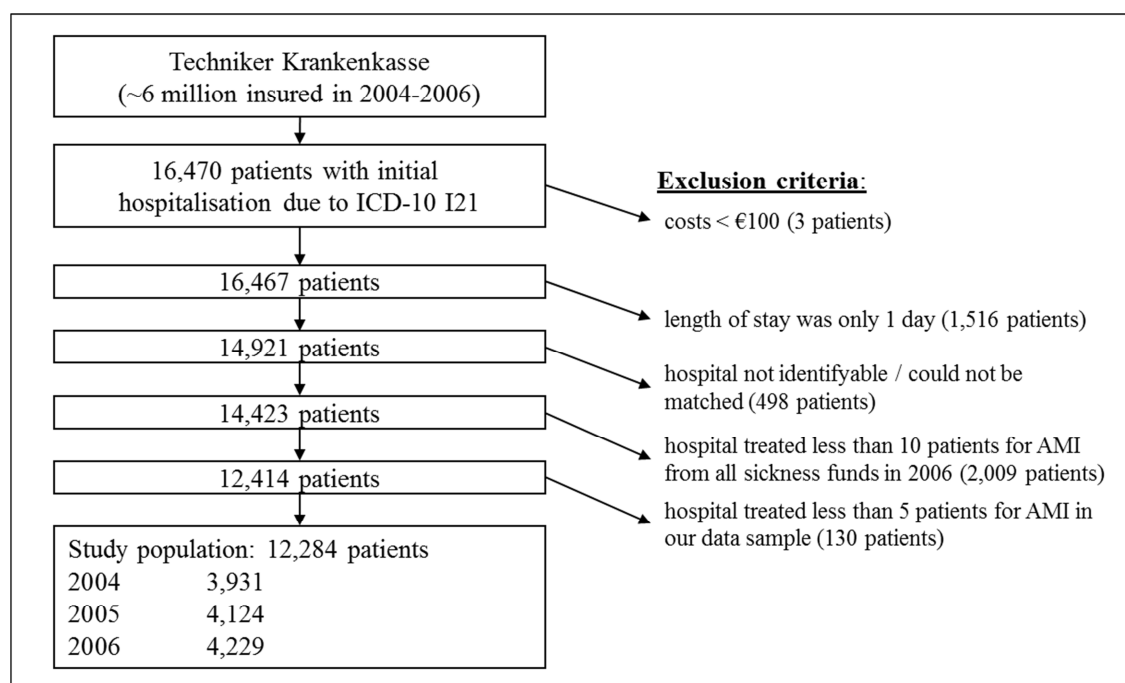 Techniker Krankenkasse
(~6 million insured in 2004-2006)
16,470 patients with initial
hospitalisation due to ICD-10 I21
Exclusion criteria:
costs < €100 (3 patients)
16,467 patients
length of stay was only 1 day (1,516 patients)
14,921 patients
hospital not identifyable / could not be
matched (498 patients)
14,423 patients
hospital treated less than 10 patients for AMI
from all sickness funds in 2006 (2,009 patients)
12,414 patients
hospital treated less than 5 patients for AMI in
our data sample (130 patients)
Study population: 12,284 patients
2004 3,931
2005 4,124
2006 4,229